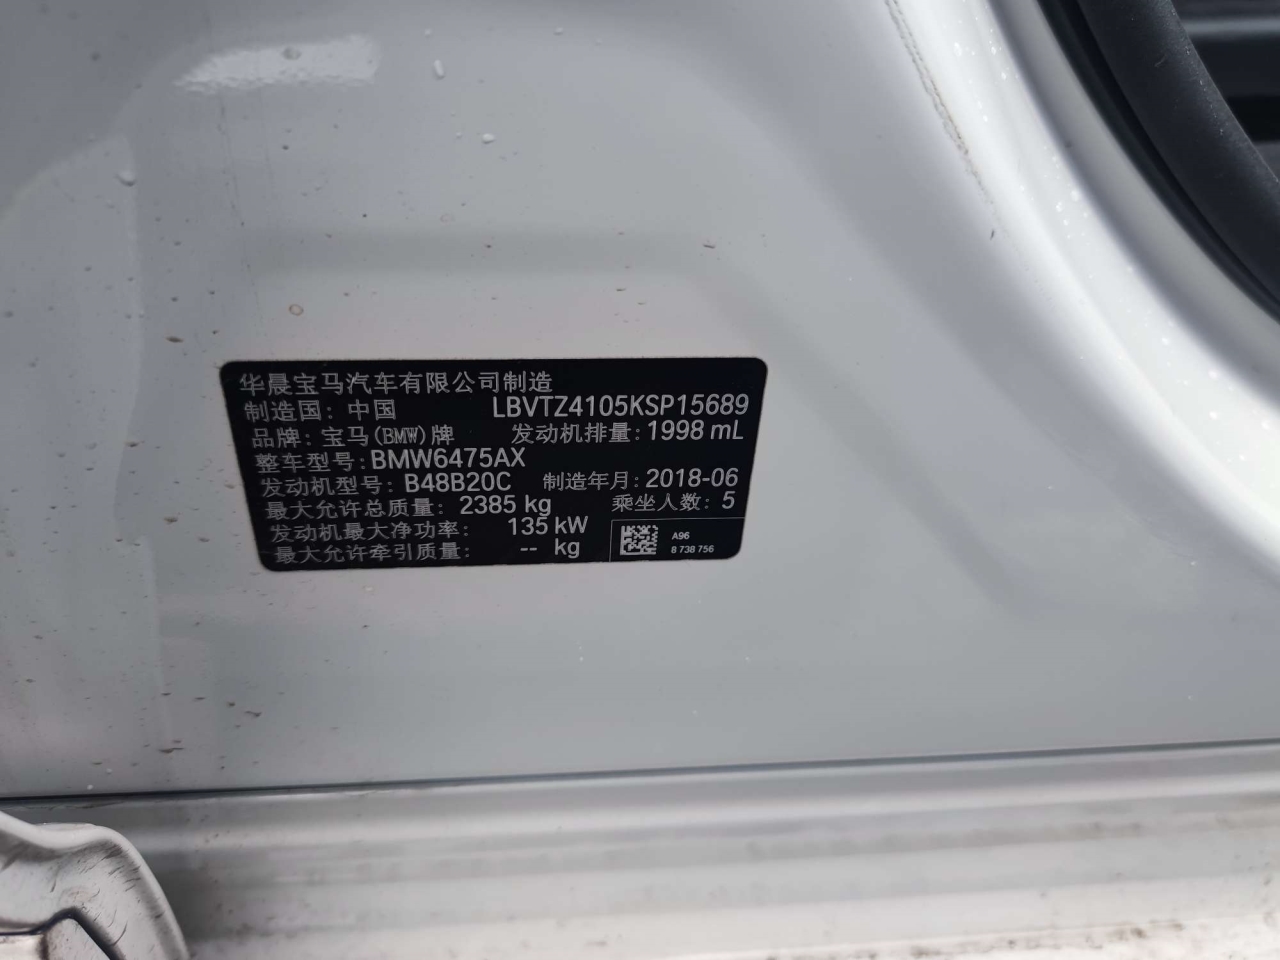 华晨宝马汽车有限公司制造
制造国：中国 LBVTZ4105KSP15689
品牌：宝马(BMW)牌 发动机排量：1998 mL
整车型号：BMW6475AX
发动机型号：B48B20C 制造年月：2018-06
最大允许总质量：2385 kg 乘坐人数：5
发动机最大净功率：135 kW
最大允许牵引质量：-- kg
A96
8 738 756